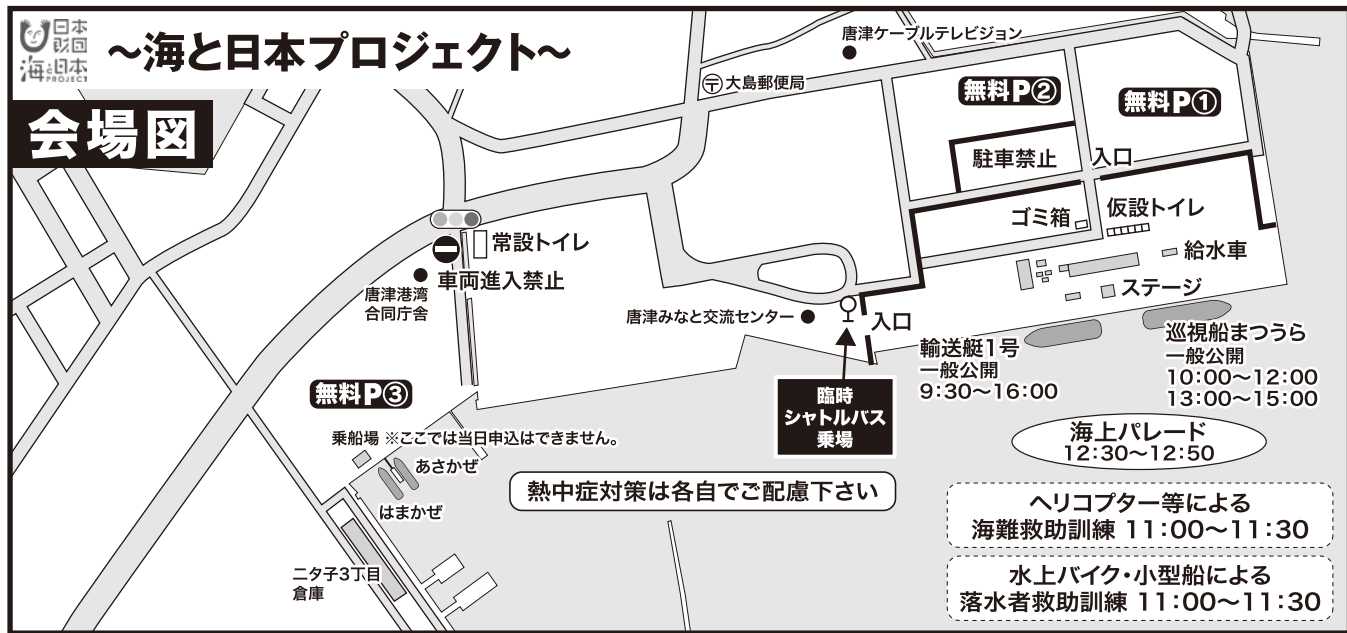 日本
財団
海と日本
PROJECT
～海と日本プロジェクト～
会場図
唐津ケーブルテレビジョン
〒大島郵便局
無料P②
無料P①
駐車禁止
入口
ゴミ箱
仮設トイレ
給水車
ステージ
常設トイレ
車両進入禁止
唐津港湾
合同庁舎
唐津みなと交流センター
入口
臨時
シャトルバス
乗場
輸送艇1号
一般公開
9:30～16:00
巡視船まつうら
一般公開
10:00～12:00
13:00～15:00
無料P③
乗船場 ※ここでは当日申込はできません。
あさかぜ
はまかぜ
二タ子3丁目
倉庫
海上パレード
12:30～12:50
熱中症対策は各自でご配慮下さい
ヘリコプター等による
海難救助訓練 11:00～11:30
水上バイク・小型船による
落水者救助訓練 11:00～11:30